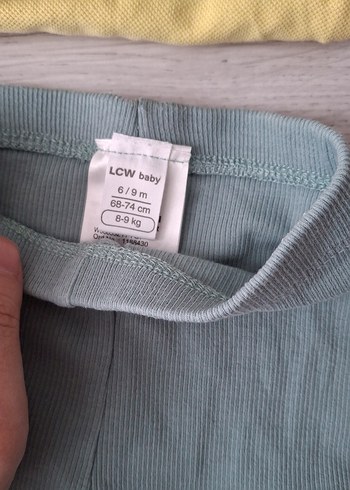 LCW baby
6 / 9 m
68-74 cm
8-9 kg